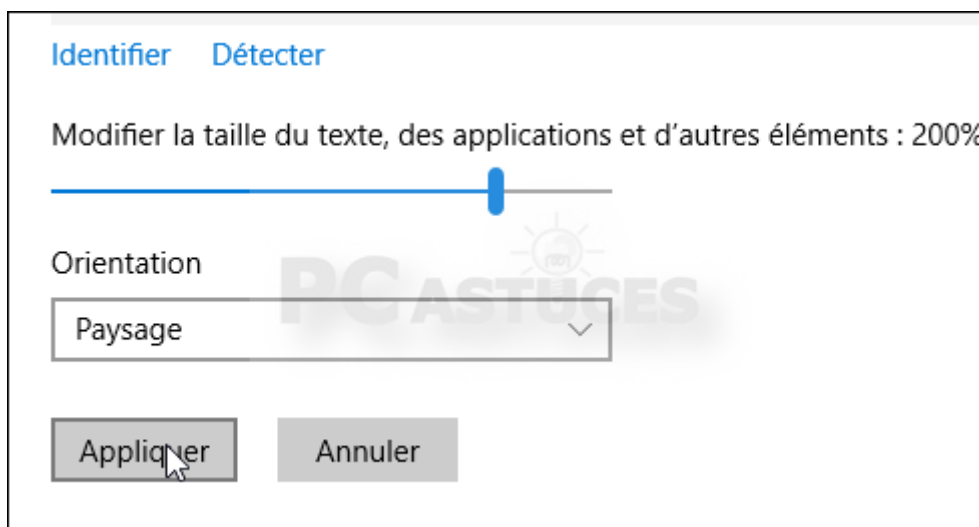 Identifier Détecter
Modifier la taille du texte, des applications et d’autres éléments : 200%
Orientation
PC ASTUCES
Paysage
Appliquer Annuler